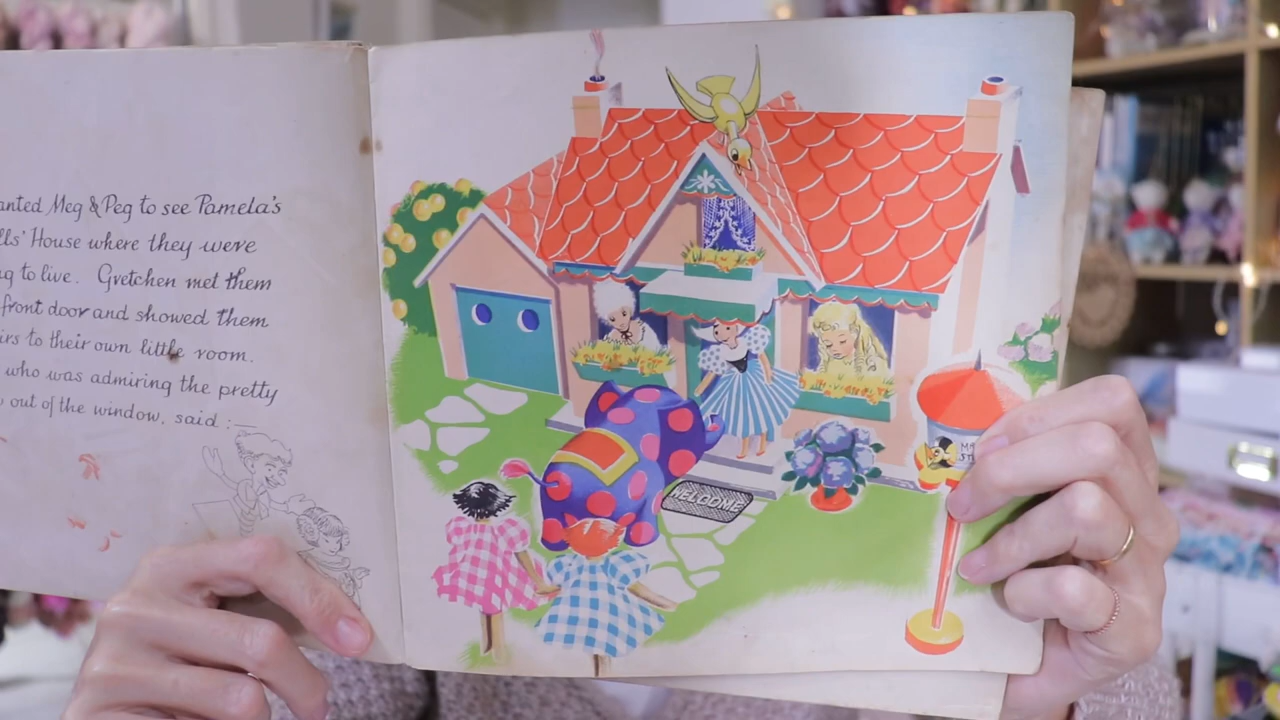 anted Meg & Peg to see Pamela's
lls' House where they were
g to live. Gretchen met them
front door and showed them
irs to their own little room.
who was admiring the pretty
out of the window, said :—
WELCOME